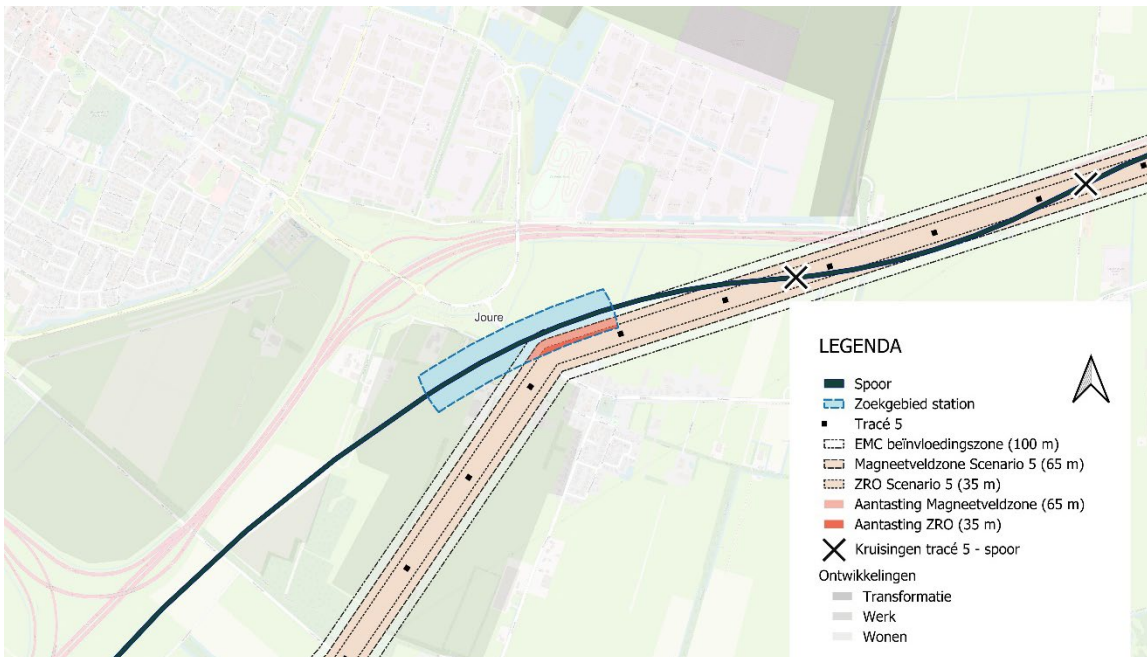 Joure
LEGENDA
Spoor
Zoekgebied station
Tracé 5
EMC beïnvloedingszone (100 m)
Magneetveldzone Scenario 5 (65 m)
ZRO Scenario 5 (35 m)
Aantasting Magneetveldzone (65 m)
Aantasting ZRO (35 m)
Kruisingen tracé 5 - spoor
Ontwikkelingen
Transformatie
Werk
Wonen